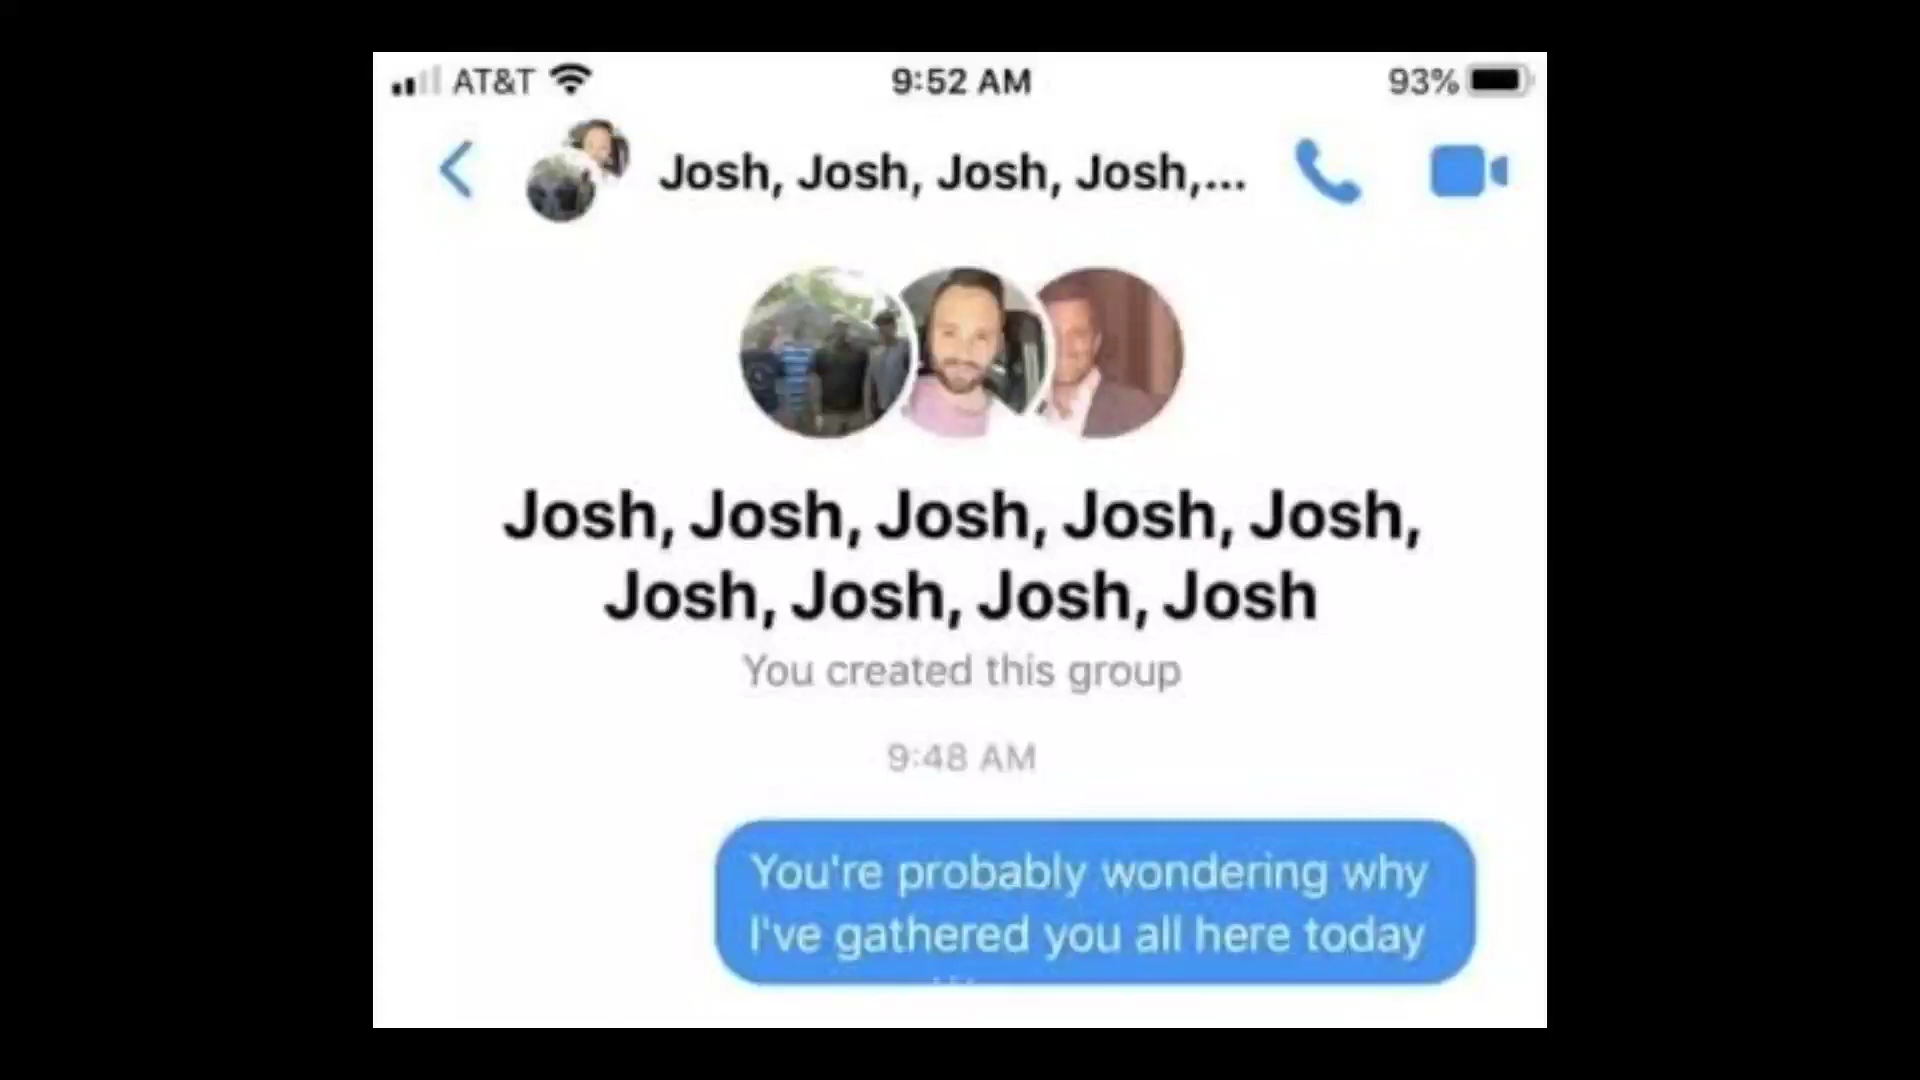 AT&T 9:52 AM 93%
Josh, Josh, Josh, Josh,...
Josh, Josh, Josh, Josh, Josh,
Josh, Josh, Josh, Josh
You created this group
9:48 AM
You're probably wondering why
I've gathered you all here today